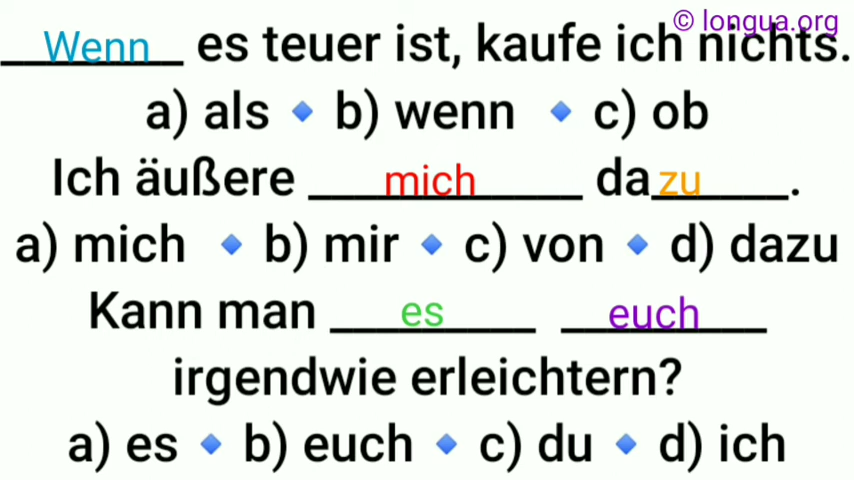 © longua.org
Wenn es teuer ist, kaufe ich nichts.
a) als 🔹 b) wenn 🔹 c) ob
Ich äußere mich dazu.
a) mich 🔹 b) mir 🔹 c) von 🔹 d) dazu
Kann man es euch
irgendwie erleichtern?
a) es 🔹 b) euch 🔹 c) du 🔹 d) ich